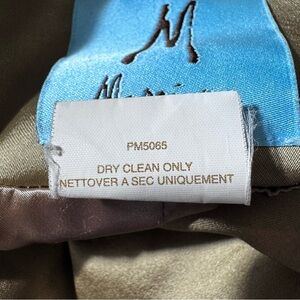 M
PM5065
DRY CLEAN ONLY
NETTOVER A SEC UNIQUEMENT